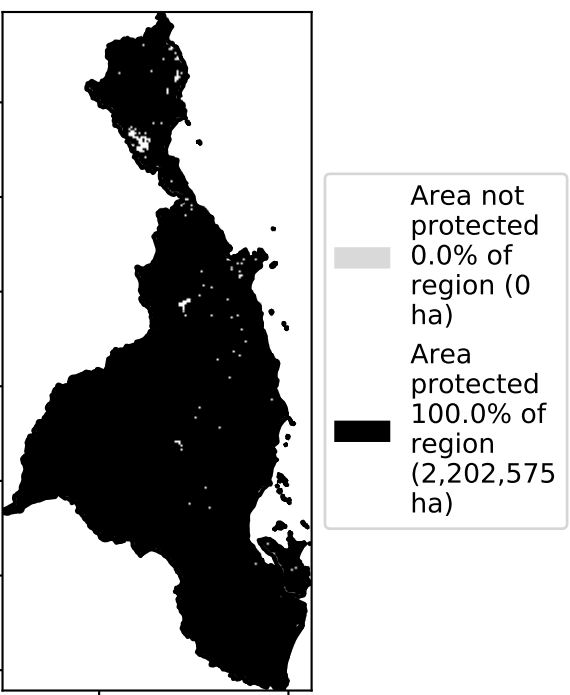 Area not
protected
0.0% of
region (0
ha)
Area
protected
100.0% of
region
(2,202,575
ha)